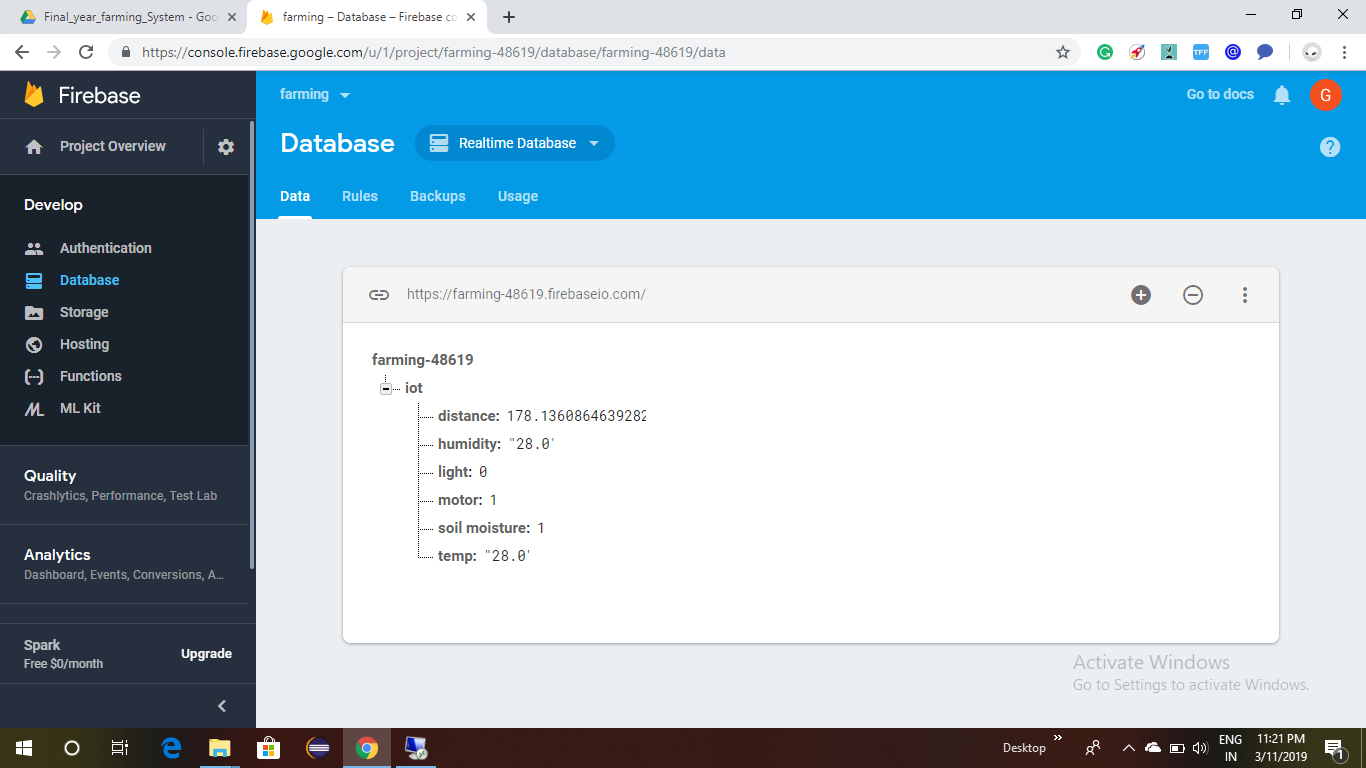 Final_year_farming_System - Goo
farming – Database – Firebase co
https://console.firebase.google.com/u/1/project/farming-48619/database/farming-48619/data
TFF
Firebase
farming
Go to docs
G
Project Overview
Database
Realtime Database
?
Data Rules Backups Usage
Develop
Authentication
Database
Storage
Hosting
Functions
ML Kit
https://farming-48619.firebaseio.com/
farming-48619
iot
distance: 178.1360864639282
humidity: "28.0'
light: 0
motor: 1
soil moisture: 1
temp: "28.0'
Quality
Crashlytics, Performance, Test Lab
Analytics
Dashboard, Events, Conversions, A...
Spark
Free $0/month
Upgrade
Activate Windows
Go to Settings to activate Windows.
Desktop
ENG
IN
11:21 PM
3/11/2019
1